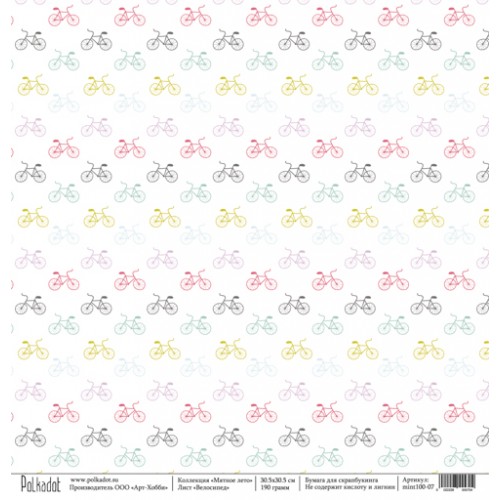 Polkadot
www.polkadot.su
Производитель ООО «Арт-Хобби»
Коллекция «Мятное лето»
Лист «Велосипед»
30.5x30.5 см
190 грамм
Бумага для скрапбукинга
Не содержит кислоту и лигнин
Артикул:
mint100-07